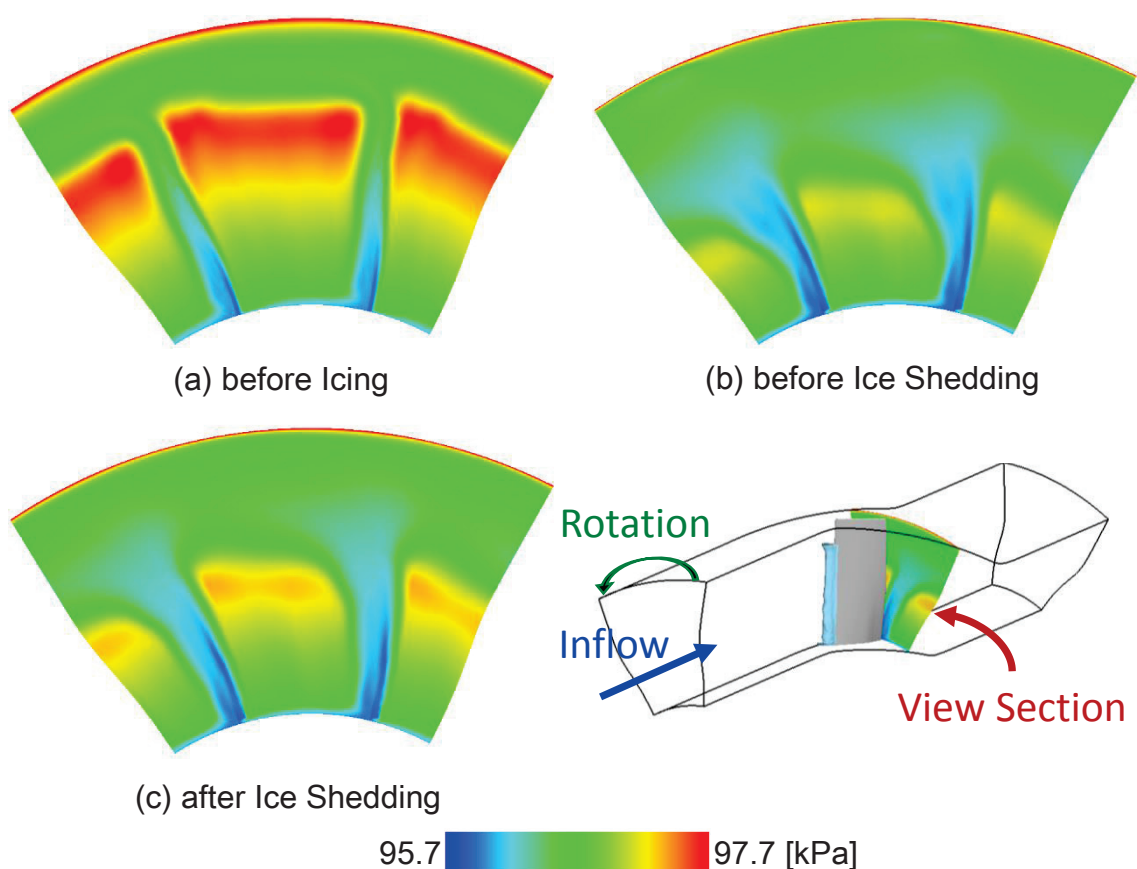 (a) before Icing
(b) before Ice Shedding
Rotation
Inflow
View Section
(c) after Ice Shedding
95.7
97.7 [kPa]